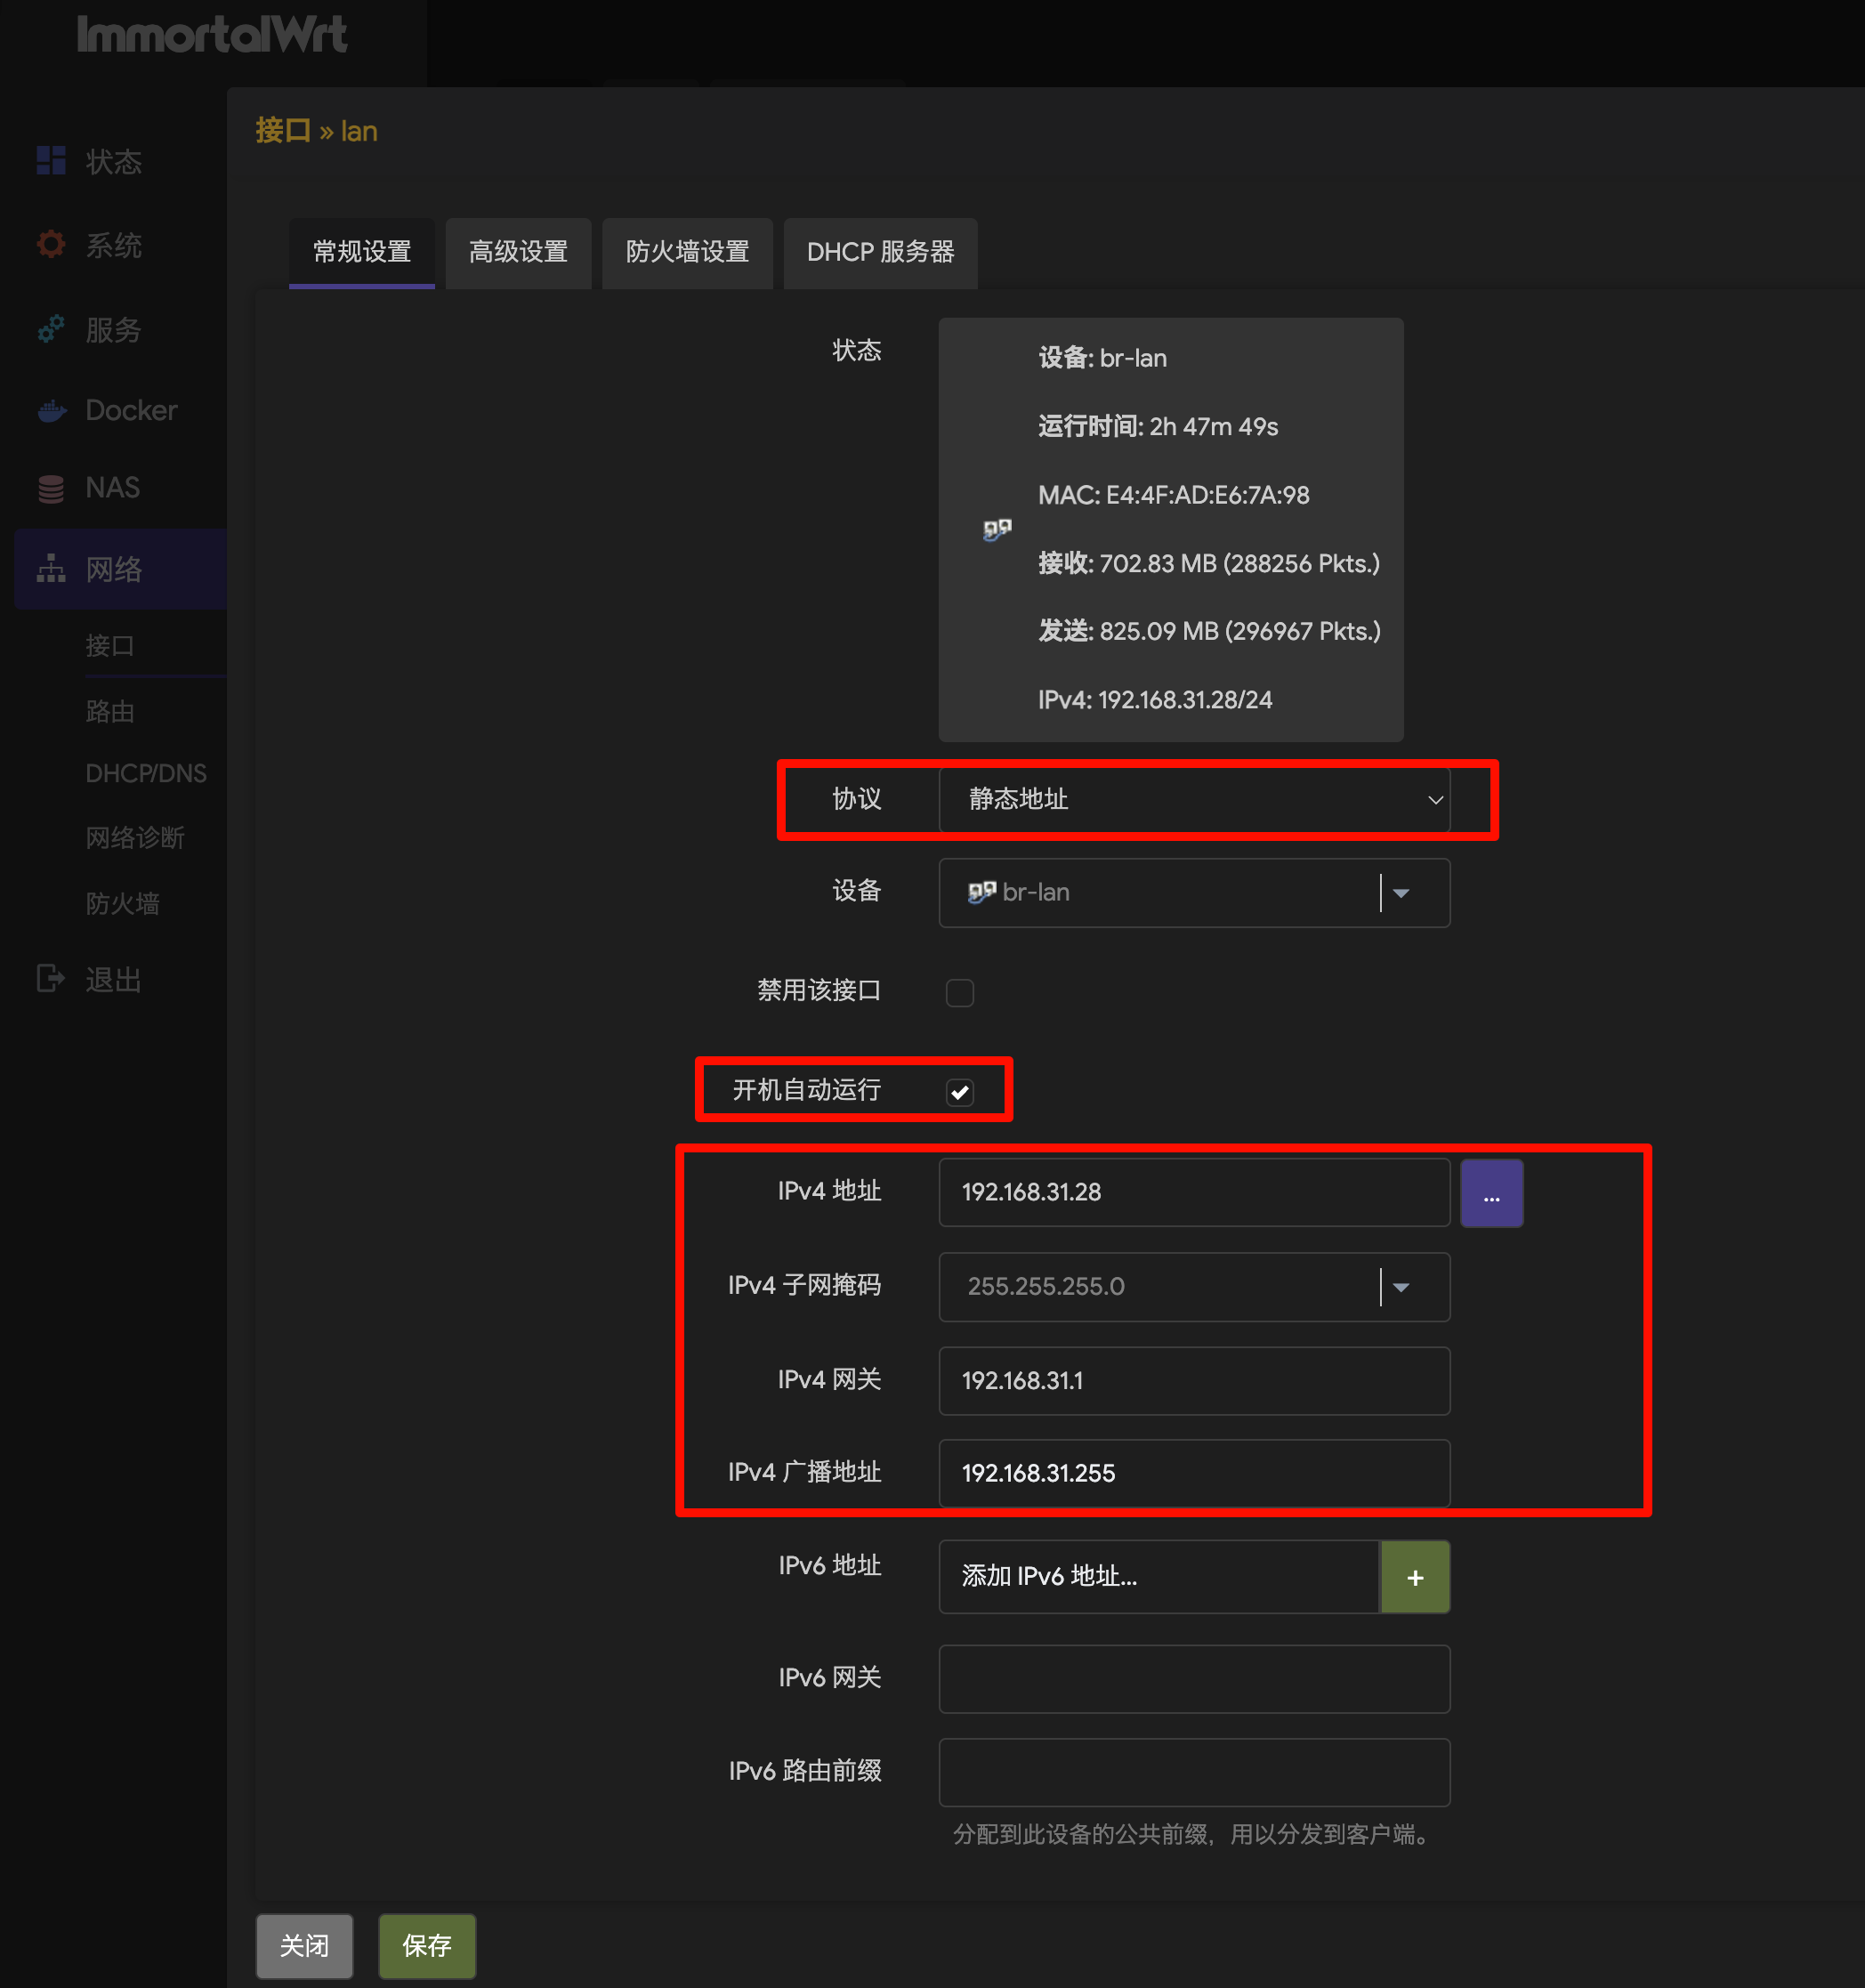 ImmortalWrt
接口 » lan
状态
系统
服务
Docker
NAS
网络
接口
路由
DHCP/DNS
网络诊断
防火墙
退出
常规设置
高级设置
防火墙设置
DHCP 服务器
状态
设备: br-lan
运行时间: 2h 47m 49s
MAC: E4:4F:AD:E6:7A:98
接收: 702.83 MB (288256 Pkts.)
发送: 825.09 MB (296967 Pkts.)
IPv4: 192.168.31.28/24
协议 静态地址
设备 br-lan
禁用该接口
开机自动运行
IPv4 地址 192.168.31.28 ...
IPv4 子网掩码 255.255.255.0
IPv4 网关 192.168.31.1
IPv4 广播地址 192.168.31.255
IPv6 地址 添加 IPv6 地址... +
IPv6 网关
IPv6 路由前缀
分配到此设备的公共前缀，用以分发到客户端。
关闭 保存